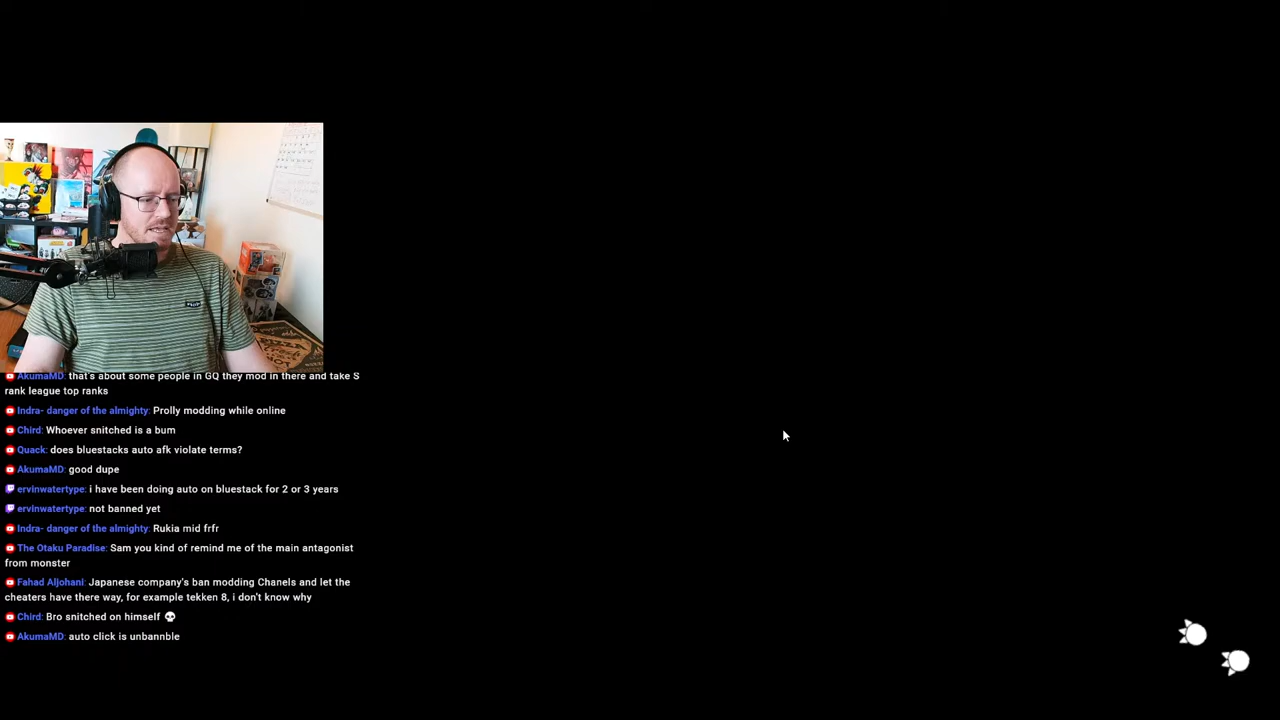 AkumaMD: that's about some people in GQ they mod in there and take S
rank league top ranks
Indra- danger of the almighty: Prolly modding while online
Chird: Whoever snitched is a bum
Quack: does bluestacks auto afk violate terms?
AkumaMD: good dupe
ervinwatertype: i have been doing auto on bluestack for 2 or 3 years
ervinwatertype: not banned yet
Indra- danger of the almighty: Rukia mid frfr
The Otaku Paradise: Sam you kind of remind me of the main antagonist
from monster
Fahad Aljohani: Japanese company's ban modding Chanels and let the
cheaters have there way, for example tekken 8, i don't know why
Chird: Bro snitched on himself 💀
AkumaMD: auto click is unbannble